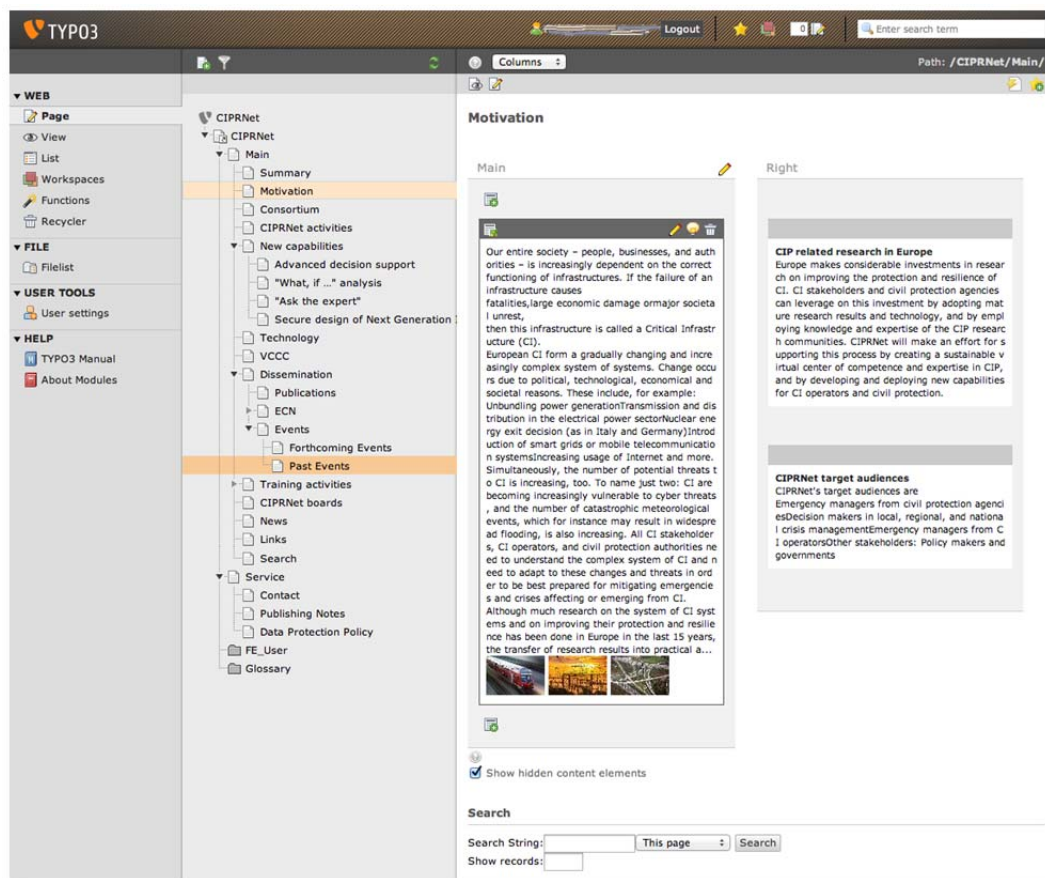 TYPO3
Logout
0
Enter search term
Columns
Path: /CIPRNet/Main/
WEB
Page
View
List
Workspaces
Functions
Recycler
FILE
Filelist
USER TOOLS
User settings
HELP
TYPO3 Manual
About Modules
CIPRNet
CIPRNet
Main
Summary
Motivation
Consortium
CIPRNet activities
New capabilities
Advanced decision support
"What, if ..." analysis
"Ask the expert"
Secure design of Next Generation
Technology
VCCC
Dissemination
Publications
ECN
Events
Forthcoming Events
Past Events
Training activities
CIPRNet boards
News
Links
Search
Service
Contact
Publishing Notes
Data Protection Policy
FE_User
Glossary
Motivation
Main
Our entire society – people, businesses, and auth
orities – is increasingly dependent on the correct
functioning of infrastructures. If the failure of an
infrastructure causes
fatalities,large economic damage ormajor societa
l unrest,
then this infrastructure is called a Critical Infrastr
ucture (CI).
European CI form a gradually changing and incre
asingly complex system of systems. Change occu
rs due to political, technological, economical and
societal reasons. These include, for example:
Unbundling power generationTransmission and dis
tribution in the electrical power sectorNuclear ene
rgy exit decision (as in Italy and Germany)Introd
uction of smart grids or mobile telecommunicatio
n systemsIncreasing usage of Internet and more.
Simultaneously, the number of potential threats t
o CI is increasing, too. To name just two: CI are
becoming increasingly vulnerable to cyber threats
, and the number of catastrophic meteorological
events, which for instance may result in widespre
ad flooding, is also increasing. All CI stakeholder
s, CI operators, and civil protection authorities ne
ed to understand the complex system of CI and n
eed to adapt to these changes and threats in ord
er to be best prepared for mitigating emergencie
s and crises affecting or emerging from CI.
Although much research on the system of CI syst
ems and on improving their protection and resilie
nce has been done in Europe in the last 15 years,
the transfer of research results into practical a...
Right
CIP related research in Europe
Europe makes considerable investments in resear
ch on improving the protection and resilience of
CI. CI stakeholders and civil protection agencies
can leverage on this investment by adopting mat
ure research results and technology, and by empl
oying knowledge and expertise of the CIP researc
h communities. CIPRNet will make an effort for s
upporting this process by creating a sustainable v
irtual center of competence and expertise in CIP,
and by developing and deploying new capabilities
for CI operators and civil protection.
CIPRNet target audiences
CIPRNet's target audiences are
Emergency managers from civil protection agenci
esDecision makers in local, regional, and nationa
l crisis managementEmergency managers from C
I operatorsOther stakeholders: Policy makers and
governments
Show hidden content elements
Search
Search String:
This page
Search
Show records: